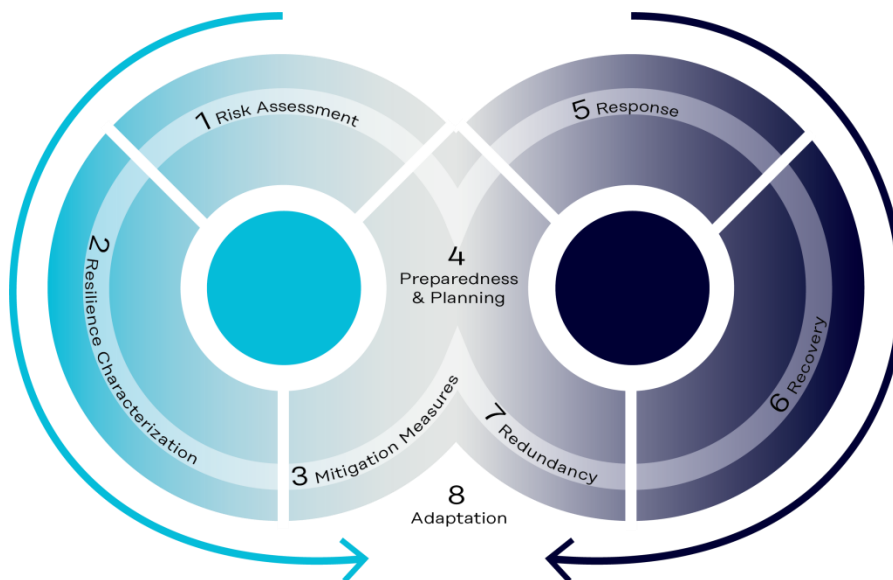 1 Risk Assessment
2 Resilience Characterization
3 Mitigation Measures
4
Preparedness
& Planning
5 Response
6 Recovery
7 Redundancy
8
Adaptation